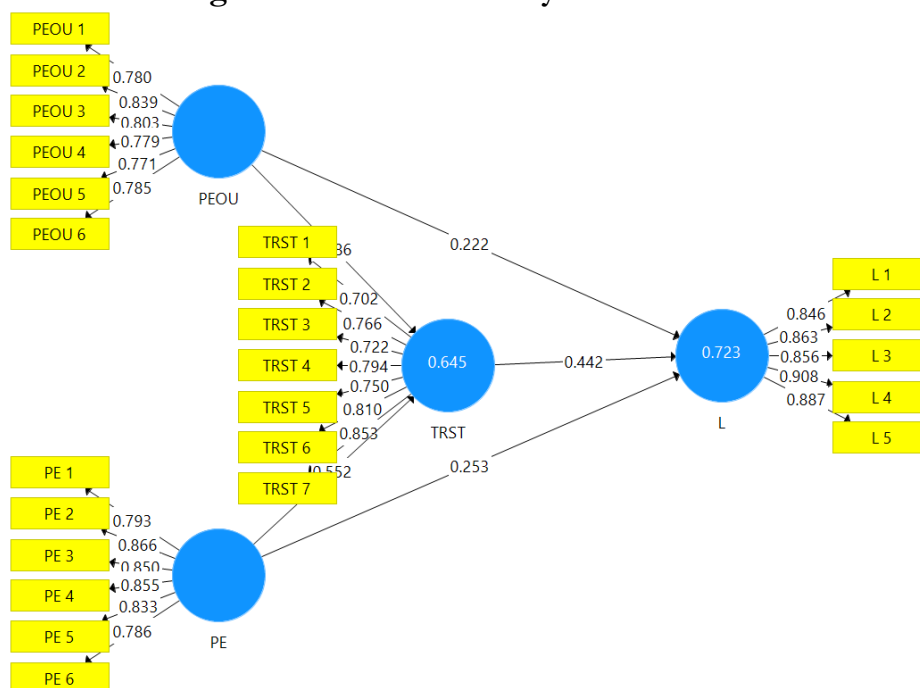 PEOU 1
PEOU 2
PEOU 3
PEOU 4
PEOU 5
PEOU 6
0.780
0.839
0.803
0.779
0.771
0.785
PEOU
TRST 1
TRST 2
TRST 3
TRST 4
TRST 5
TRST 6
TRST 7
0.702
0.766
0.722
0.794
0.750
0.810
0.853
0.552
0.645
TRST
0.222
0.442
0.253
0.723
L
0.846
0.863
0.856
0.908
0.887
L 1
L 2
L 3
L 4
L 5
PE 1
PE 2
PE 3
PE 4
PE 5
PE 6
0.793
0.866
0.850
0.855
0.833
0.786
PE